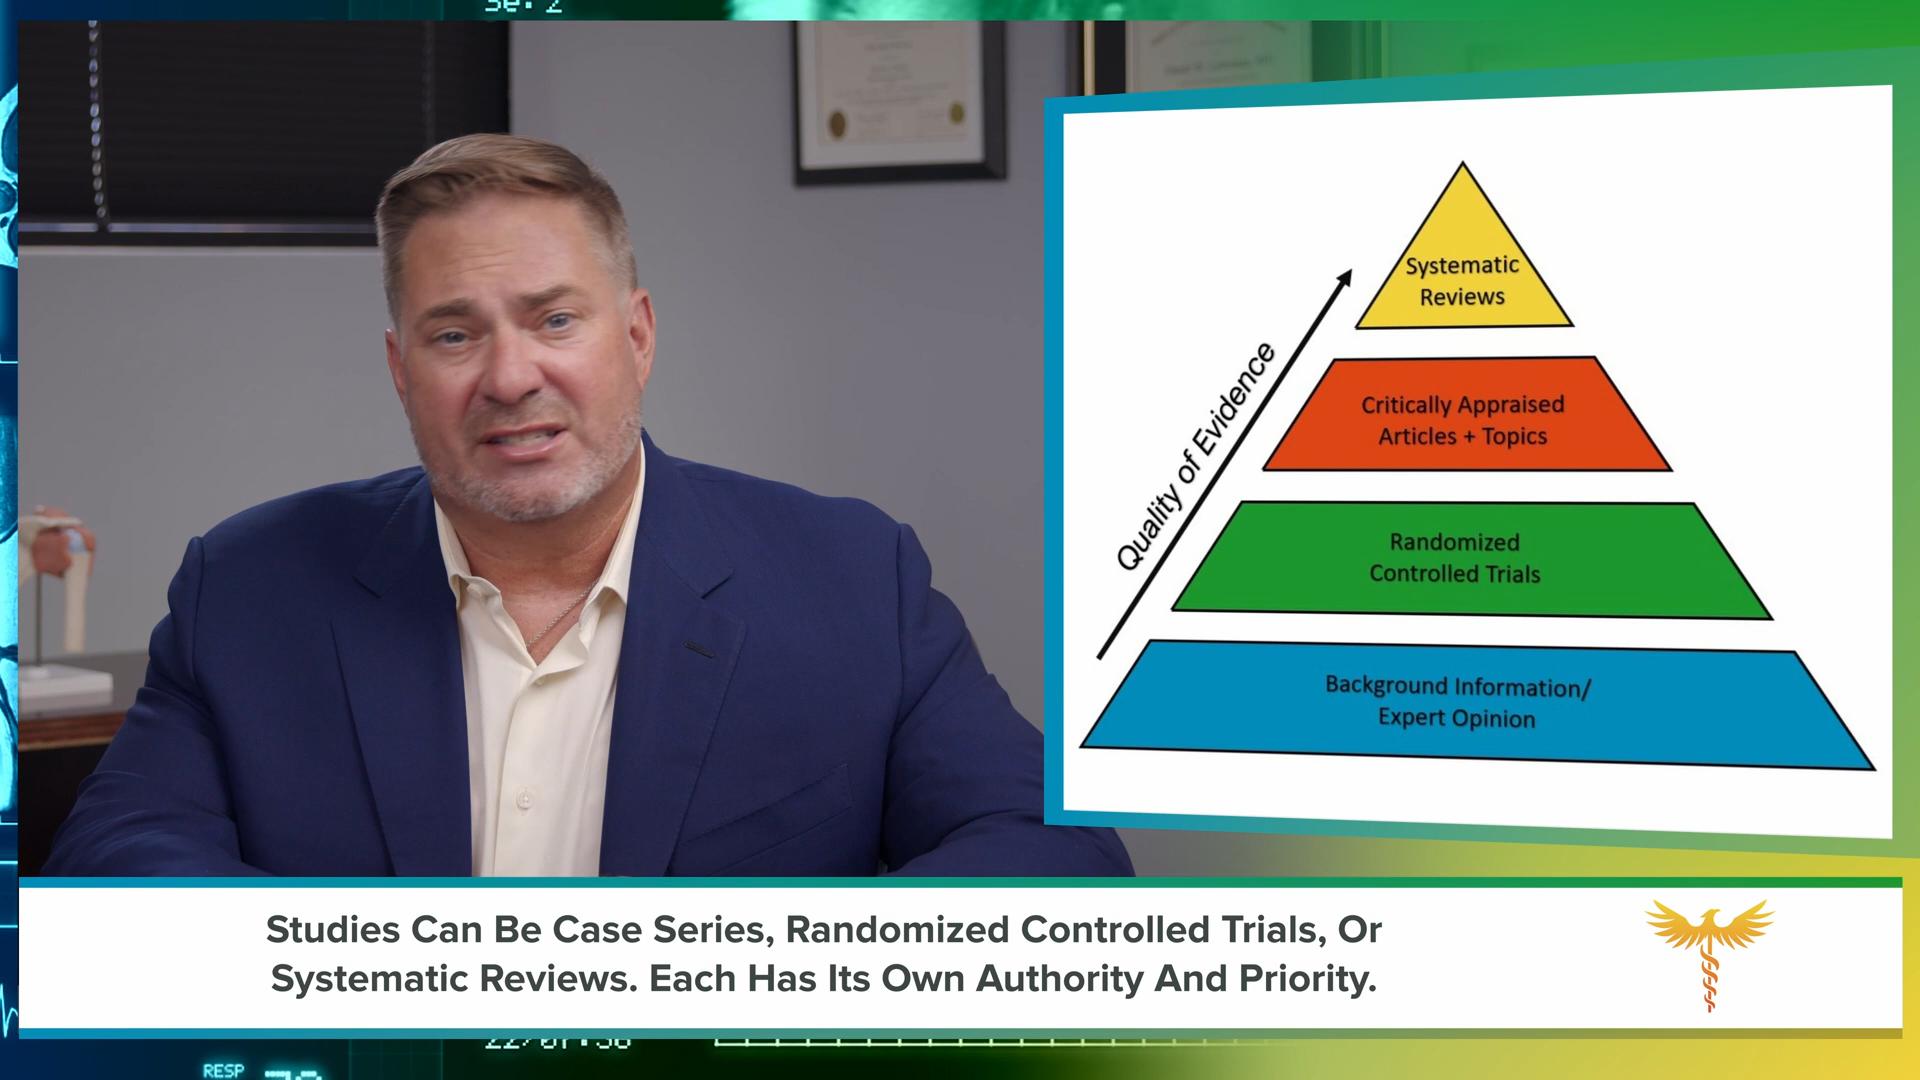 Systematic
Reviews
Critically Appraised
Articles + Topics
Randomized
Controlled Trials
Background Information/
Expert Opinion
Quality of Evidence
Studies Can Be Case Series, Randomized Controlled Trials, Or
Systematic Reviews. Each Has Its Own Authority And Priority.
RESP